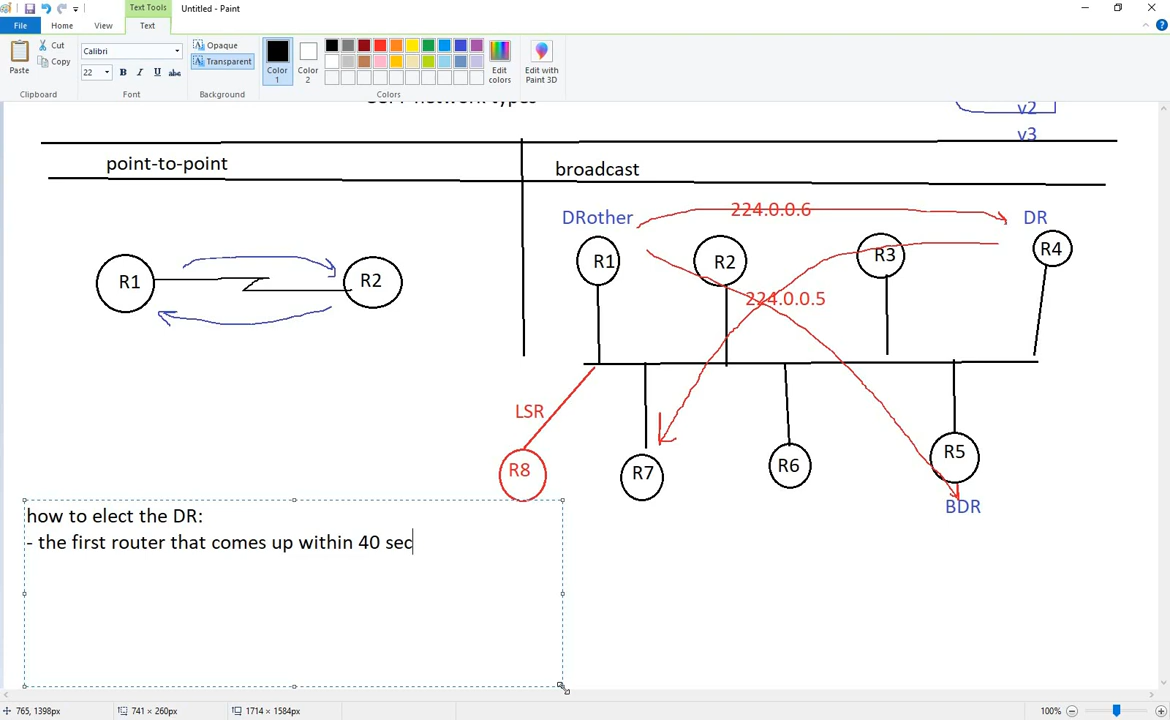 Text Tools
Untitled - Paint
File
Home
View
Text
Paste
Cut
Copy
Clipboard
Calibri
22
B I U abc
Font
Opaque
Transparent
Background
Color 1
Color 2
Edit colors
Edit with Paint 3D
Colors
network types
v2
v3
point-to-point
broadcast
DRother
224.0.0.6
DR
R1
R2
R1
R2
R3
R4
224.0.0.5
LSR
R8
R7
R6
R5
BDR
how to elect the DR:
- the first router that comes up within 40 sec
765, 1398px
741 × 260px
1714 × 1584px
100%